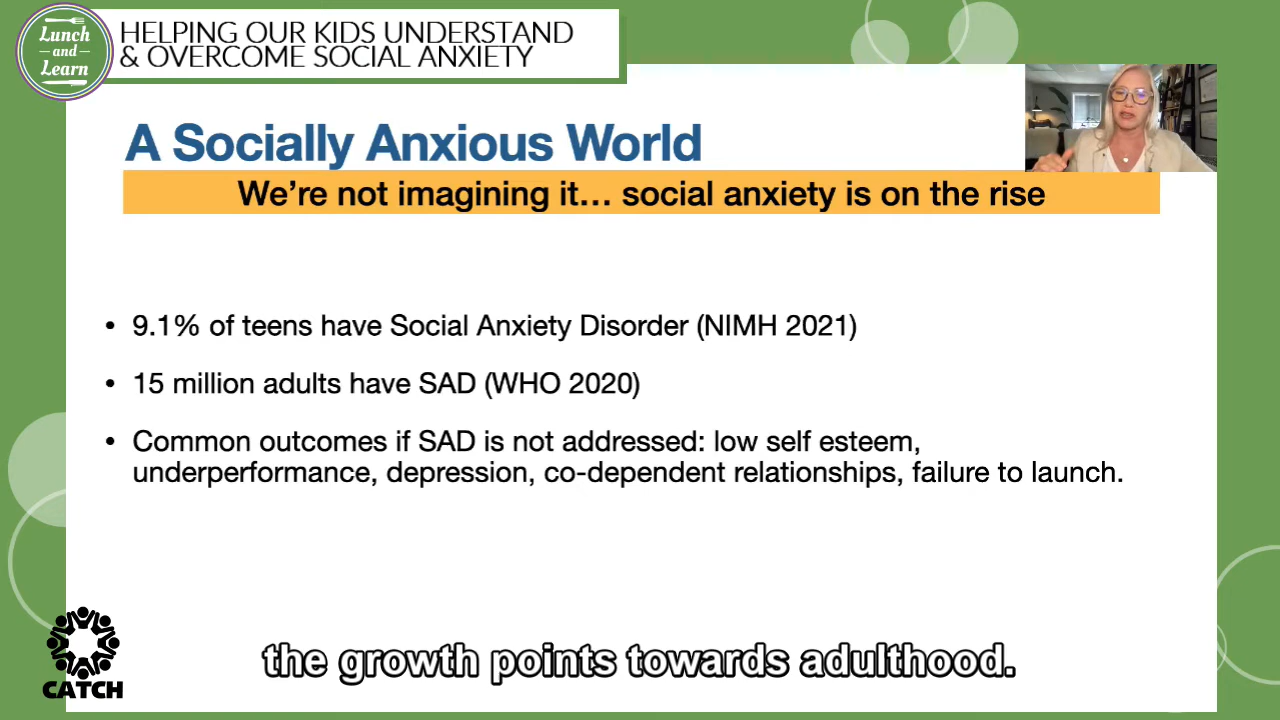 Lunch
and
Learn
HELPING OUR KIDS UNDERSTAND
& OVERCOME SOCIAL ANXIETY
A Socially Anxious World
We’re not imagining it… social anxiety is on the rise
• 9.1% of teens have Social Anxiety Disorder (NIMH 2021)
• 15 million adults have SAD (WHO 2020)
• Common outcomes if SAD is not addressed: low self esteem,
underperformance, depression, co-dependent relationships, failure to launch.
the growth points towards adulthood.
CATCH